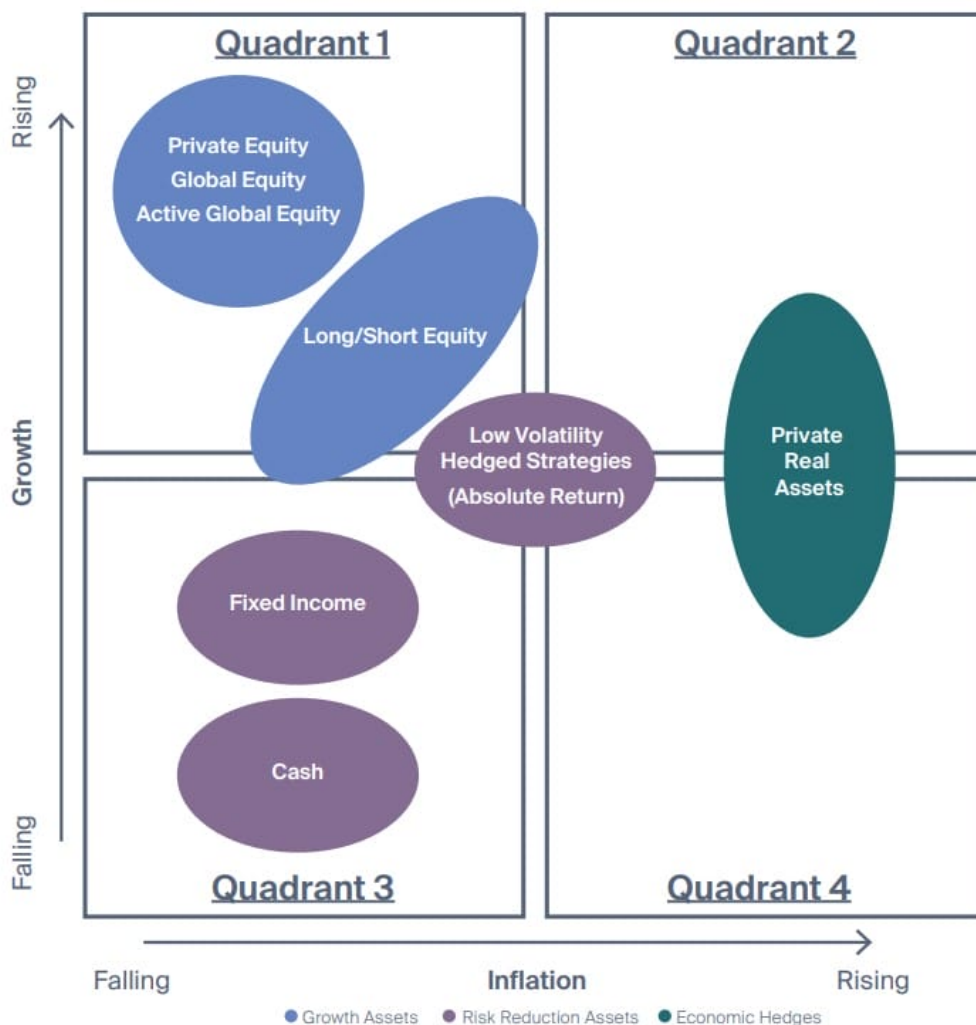 Quadrant 1
Quadrant 2
Rising
Private Equity
Global Equity
Active Global Equity
Long/Short Equity
Growth
Low Volatility
Hedged Strategies
(Absolute Return)
Private
Real
Assets
Fixed Income
Cash
Falling
Quadrant 3
Quadrant 4
Falling
Inflation
Rising
Growth Assets
Risk Reduction Assets
Economic Hedges